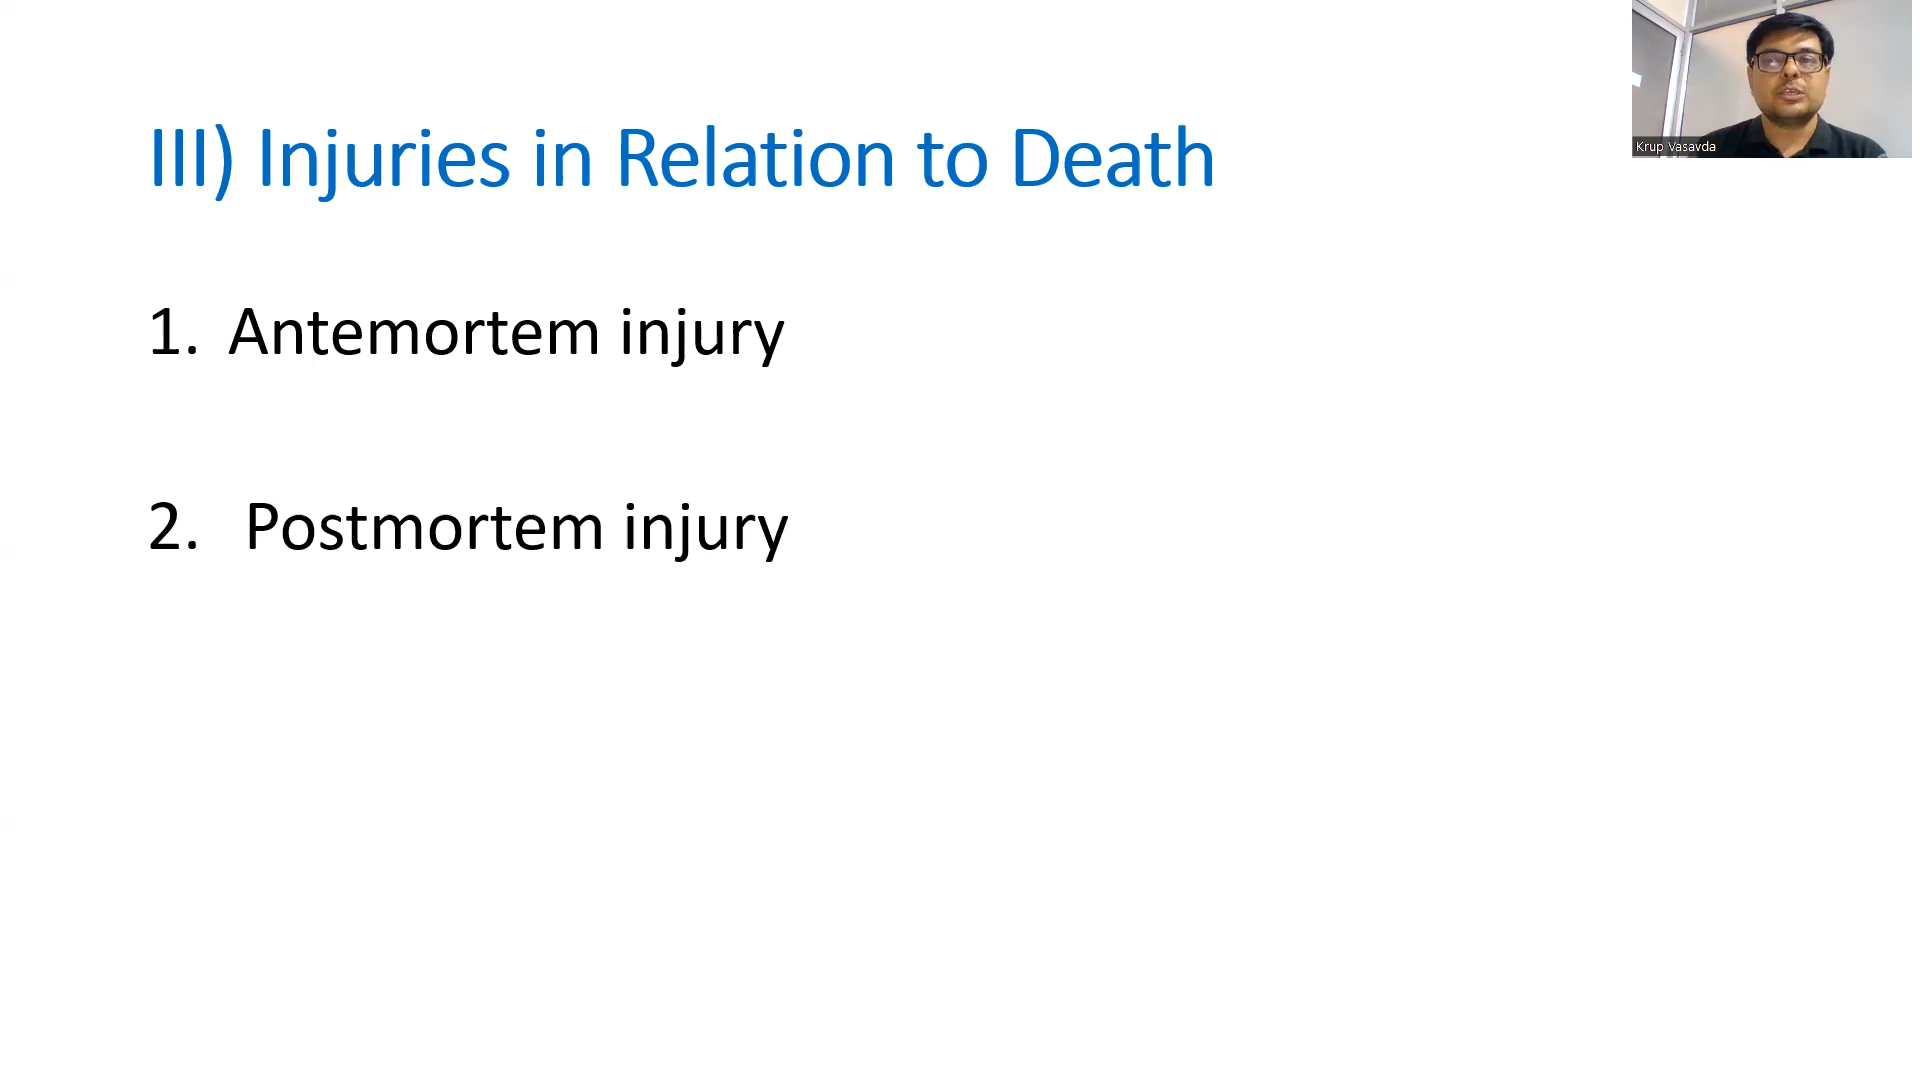 III) Injuries in Relation to Death
Krup Vasavda
1. Antemortem injury
2. Postmortem injury